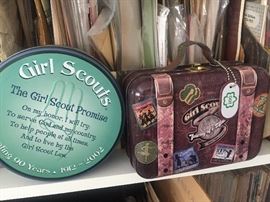 Girl Scouts
The Girl Scout Promise
On my honor, I will try:
To serve God and my country,
To help people at all times,
And to live by the
Girl Scout Law.
90 Years • 1912 - 2002
Girl Scouts